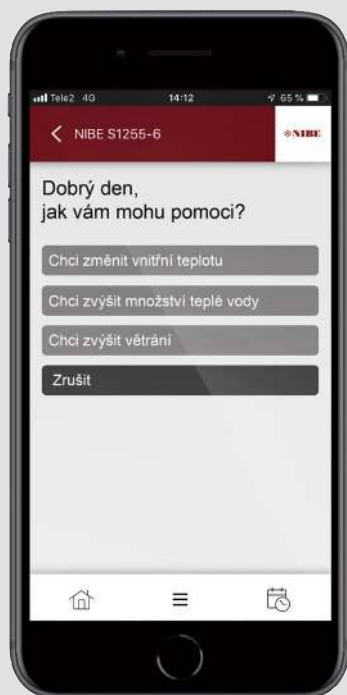 Tele2 4G 14:12 65 %
NIBE S1255-6
NIBE
Dobrý den,
jak vám mohu pomoci?
Chci změnit vnitřní teplotu
Chci zvýšit množství teplé vody
Chci zvýšit větrání
Zrušit